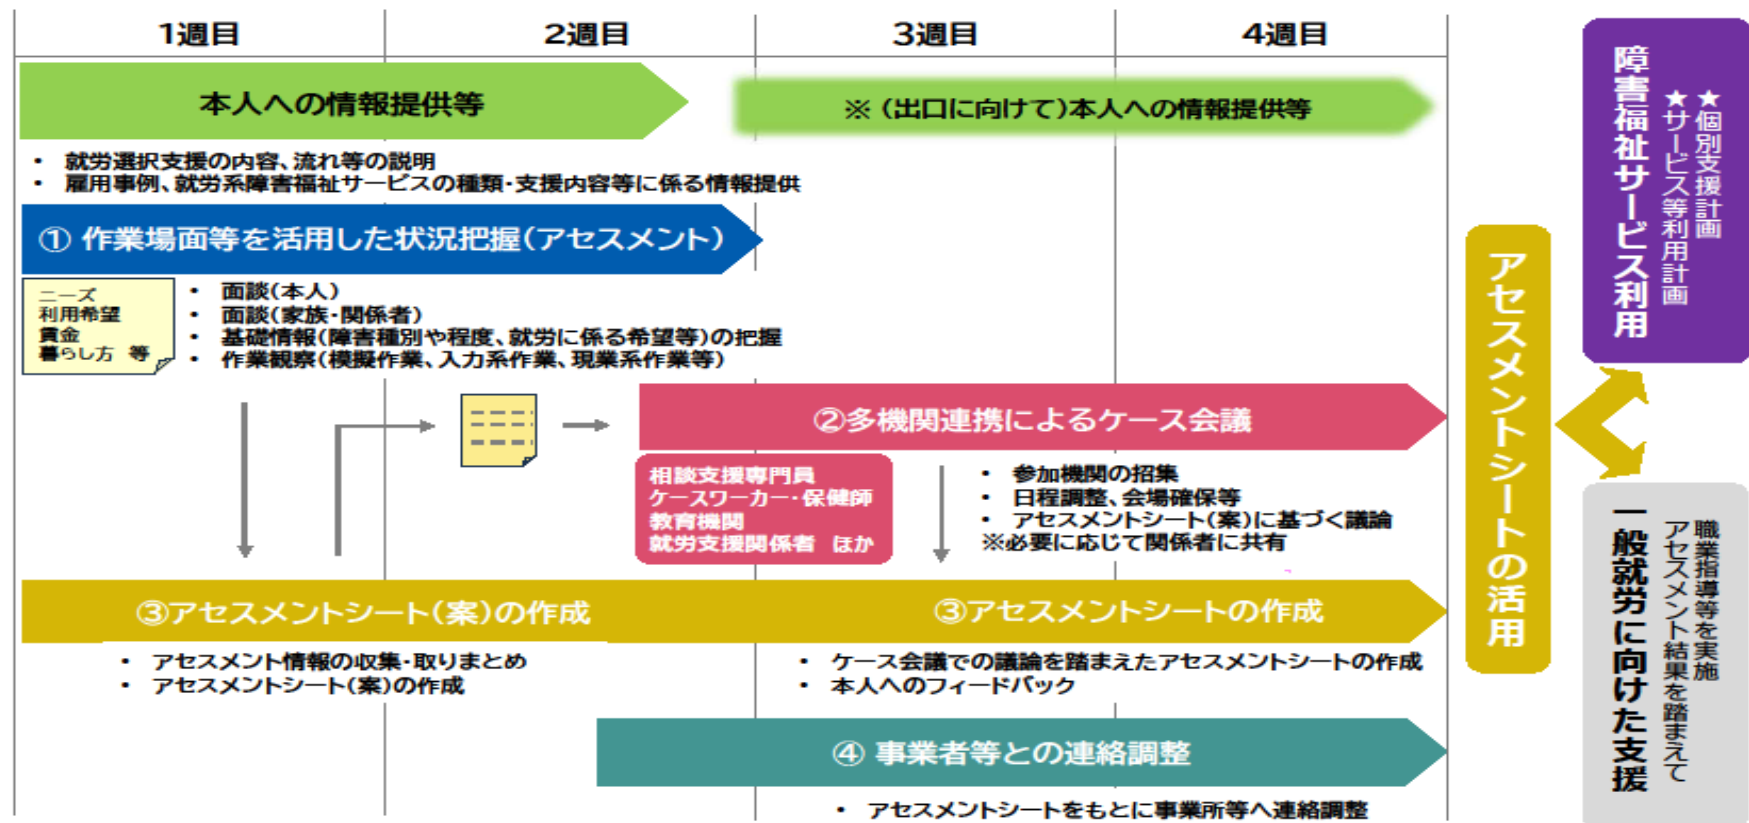 1週目
2週目
3週目
4週目
本人への情報提供等
※（出口に向けて）本人への情報提供等
• 就労選択支援の内容、流れ等の説明
• 雇用事例、就労系障害福祉サービスの種類・支援内容等に係る情報提供
① 作業場面等を活用した状況把握（アセスメント）
ニーズ
利用希望
賃金
暮らし方 等
• 面談（本人）
• 面談（家族・関係者）
• 基礎情報（障害種別や程度、就労に係る希望等）の把握
• 作業観察（模擬作業、入力系作業、現業系作業等）
②多機関連携によるケース会議
相談支援専門員
ケースワーカー・保健師
教育機関
就労支援関係者 ほか
• 参加機関の招集
• 日程調整、会場確保等
• アセスメントシート（案）に基づく議論
※必要に応じて関係者に共有
③アセスメントシート（案）の作成
③アセスメントシートの作成
• アセスメント情報の収集・取りまとめ
• アセスメントシート（案）の作成
• ケース会議での議論を踏まえたアセスメントシートの作成
• 本人へのフィードバック
④ 事業者等との連絡調整
• アセスメントシートをもとに事業所等へ連絡調整
アセスメントシートの活用
★個別支援計画
★サービス等利用計画
障害福祉サービス利用
職業指導等を実施
アセスメント結果を踏まえて
一般就労に向けた支援